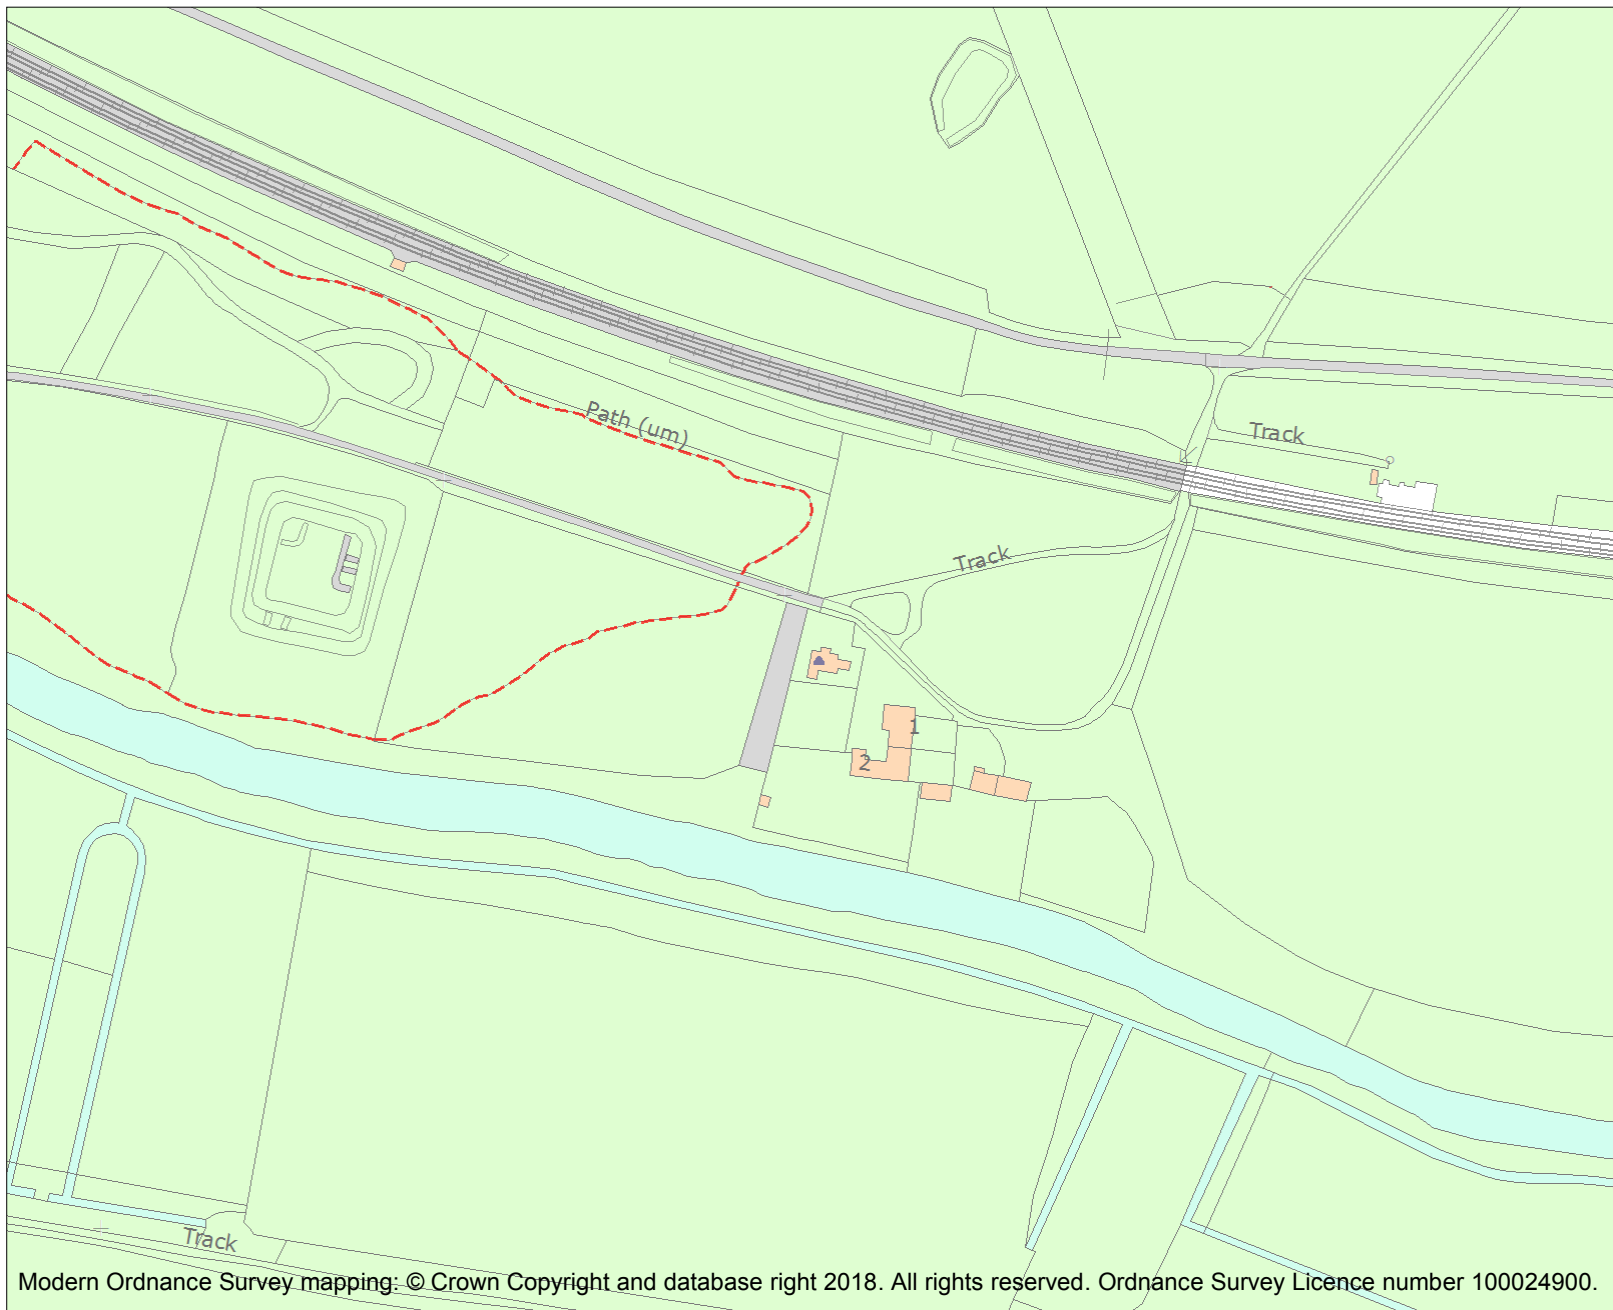 Path (um)
Track
Track
1
2
Track
Modern Ordnance Survey mapping: © Crown Copyright and database right 2018. All rights reserved. Ordnance Survey Licence number 100024900.